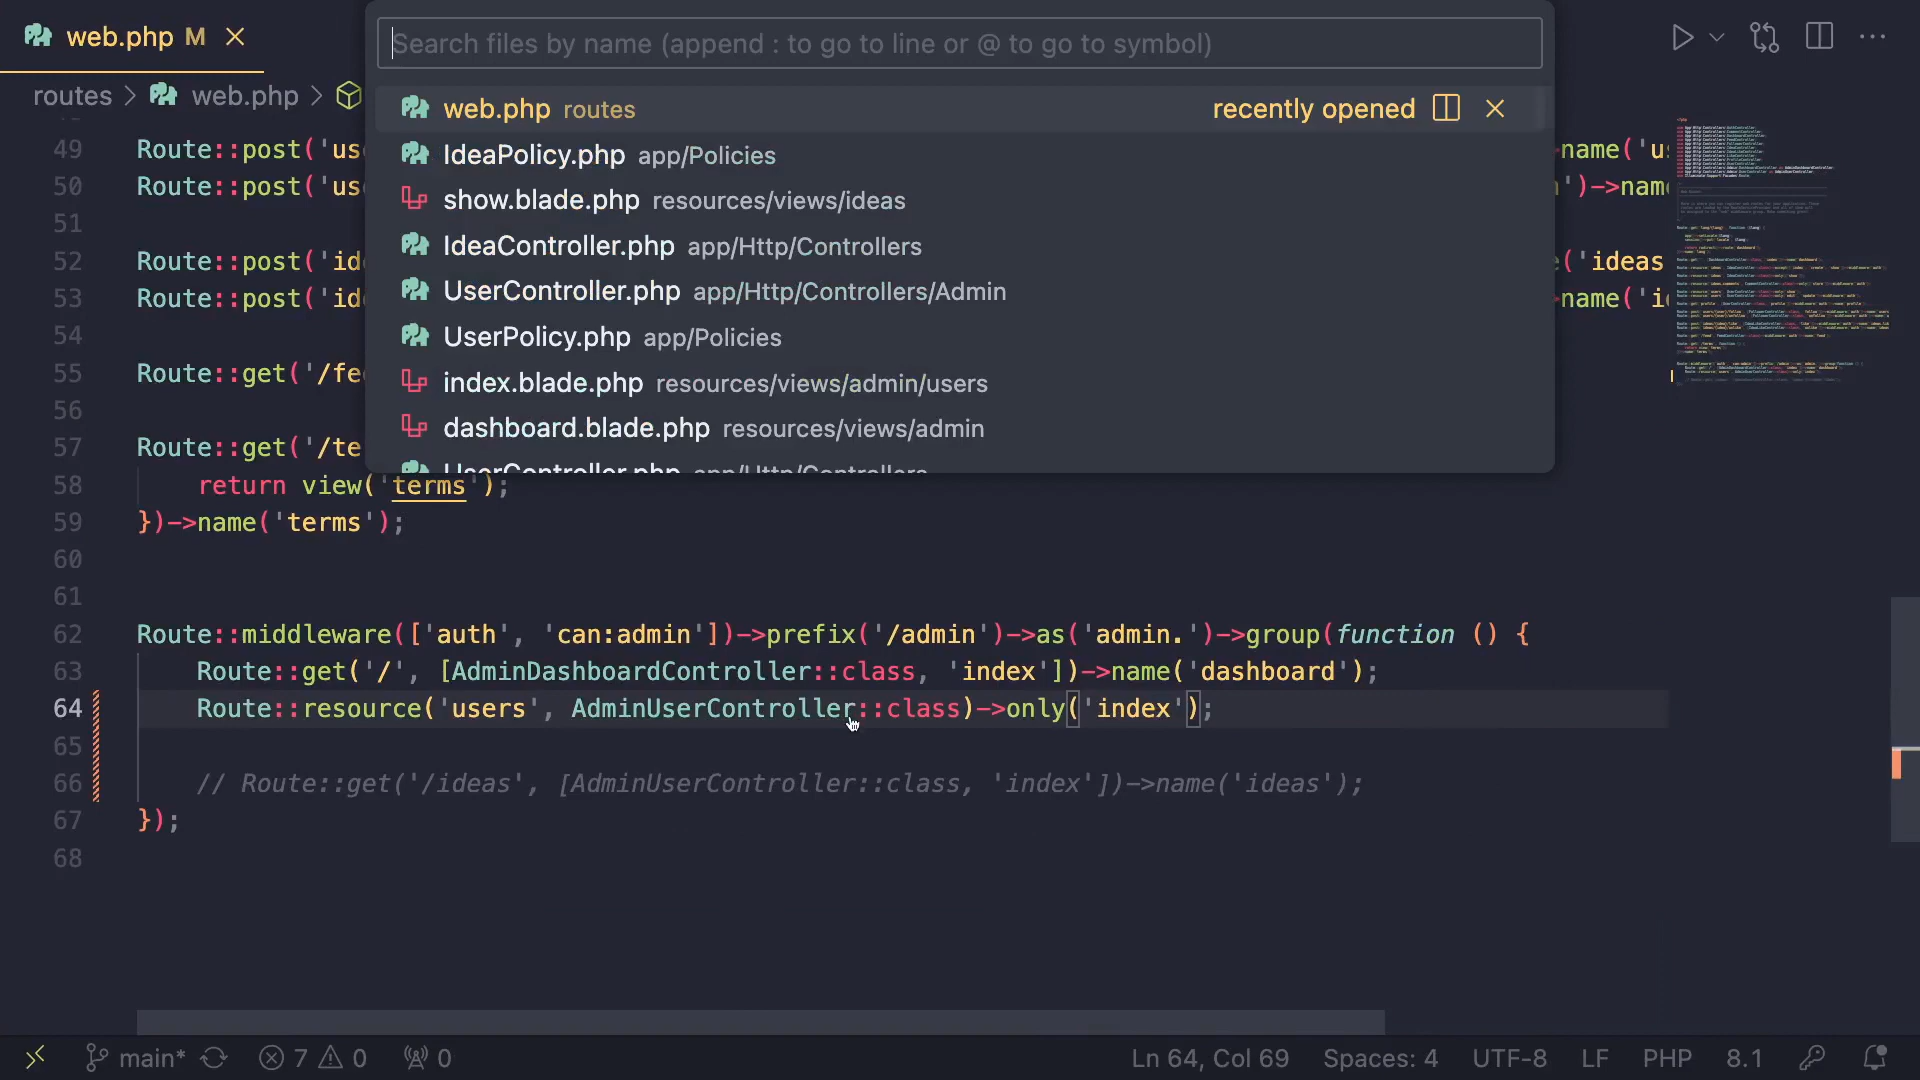 web.php M
Search files by name (append : to go to line or @ to go to symbol)
routes > web.php >
web.php routes recently opened
IdeaPolicy.php app/Policies
show.blade.php resources/views/ideas
IdeaController.php app/Http/Controllers
UserController.php app/Http/Controllers/Admin
UserPolicy.php app/Policies
index.blade.php resources/views/admin/users
dashboard.blade.php resources/views/admin
UserController.php app/Http/Controllers
49 Route::post('us name('u
50 Route::post('us ')->name
51
52 Route::post('id ('ideas
53 Route::post('id name('i
54
55 Route::get('/fe
56
57 Route::get('/te
58 return view('terms');
59 })->name('terms');
60
61
62 Route::middleware(['auth', 'can:admin'])->prefix('/admin')->as('admin.')->group(function () {
63 Route::get('/', [AdminDashboardController::class, 'index'])->name('dashboard');
64 Route::resource('users', AdminUserController::class)->only('index');
65
66 // Route::get('/ideas', [AdminUserController::class, 'index'])->name('ideas');
67 });
68
main* 7 0 0 Ln 64, Col 69 Spaces: 4 UTF-8 LF PHP 8.1